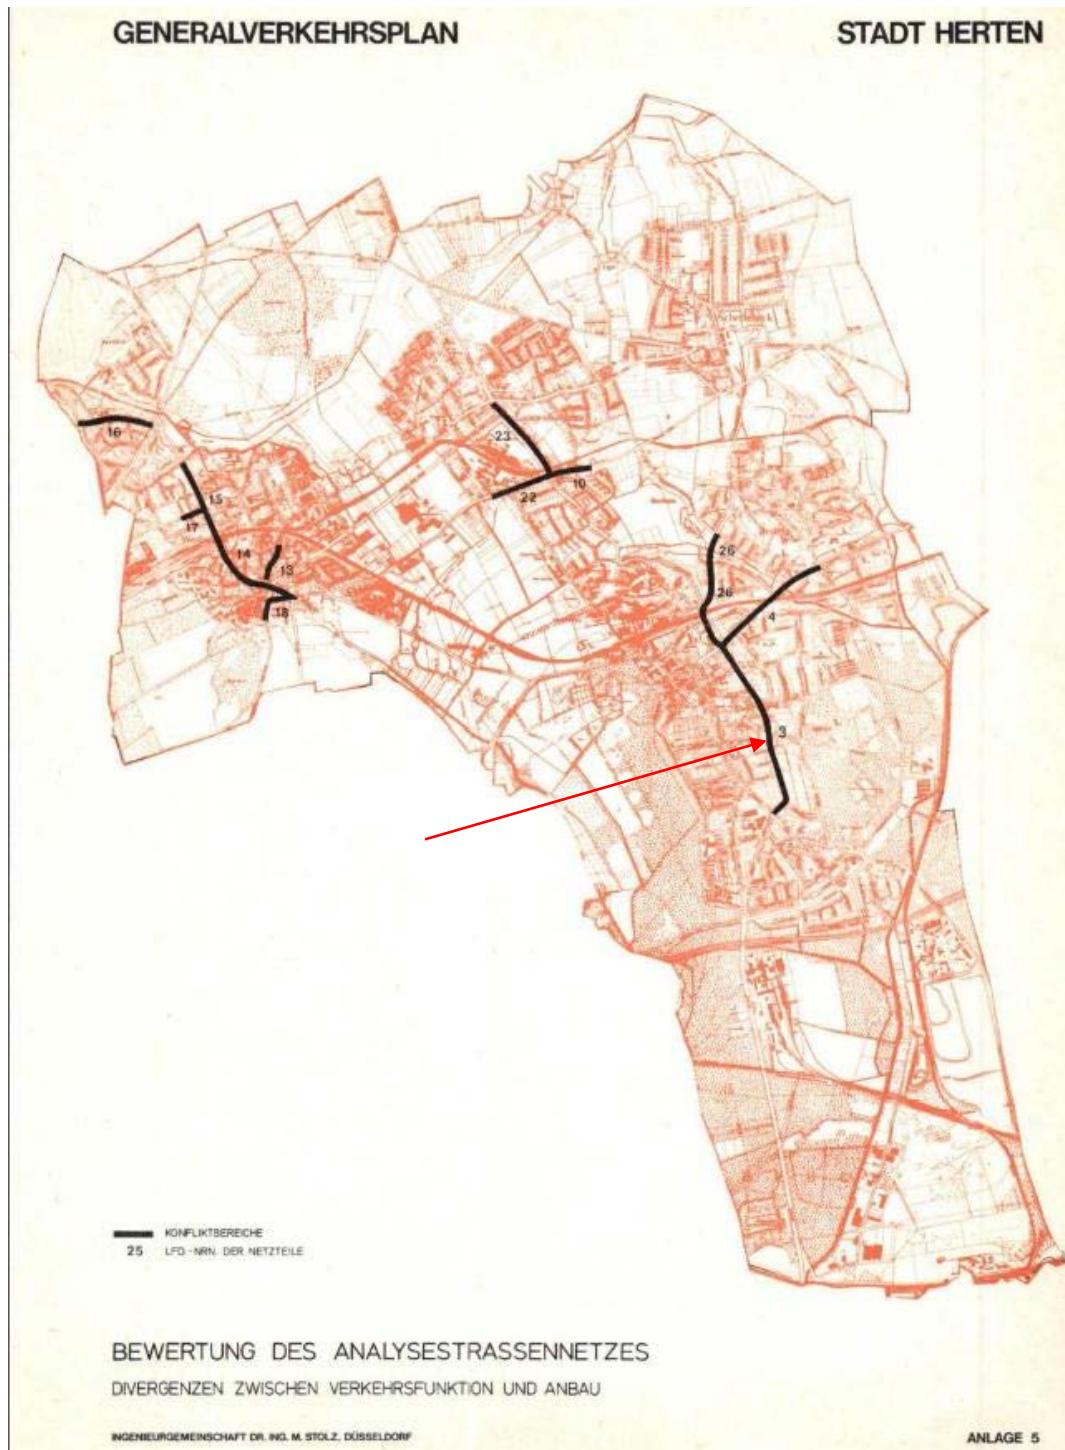 GENERALVERKEHRSPLAN
STADT HERTEN
16
15
17
14
13
18
23
22
10
26
26
4
3
KONFLIKTBEREICHE
25 LFD.-NRN. DER NETZTEILE
BEWERTUNG DES ANALYSESTRASSENNETZES
DIVERGENZEN ZWISCHEN VERKEHRSFUNKTION UND ANBAU
INGENIEURGEMEINSCHAFT DR. ING. M. STOLZ, DÜSSELDORF
ANLAGE 5